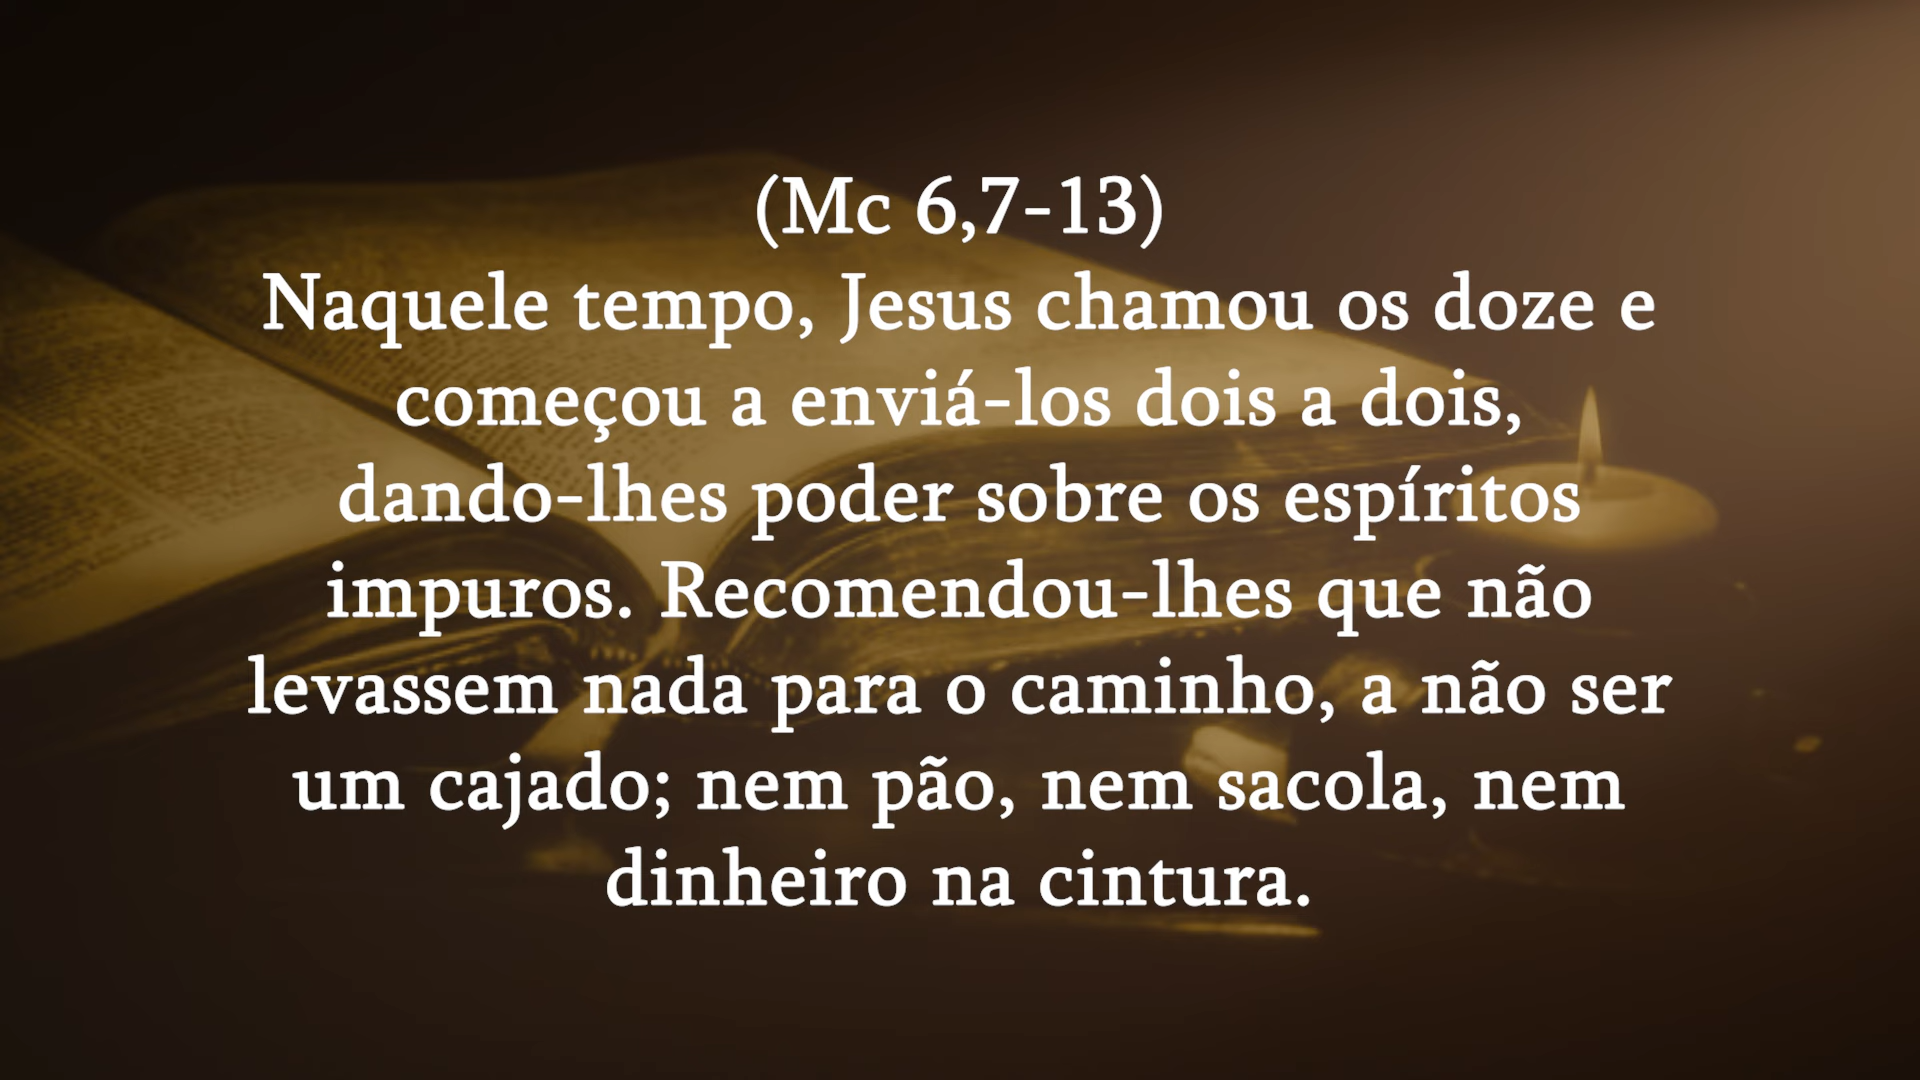 (Mc 6,7-13)
Naquele tempo, Jesus chamou os doze e
começou a enviá-los dois a dois,
dando-lhes poder sobre os espíritos
impuros. Recomendou-lhes que não
levassem nada para o caminho, a não ser
um cajado; nem pão, nem sacola, nem
dinheiro na cintura.